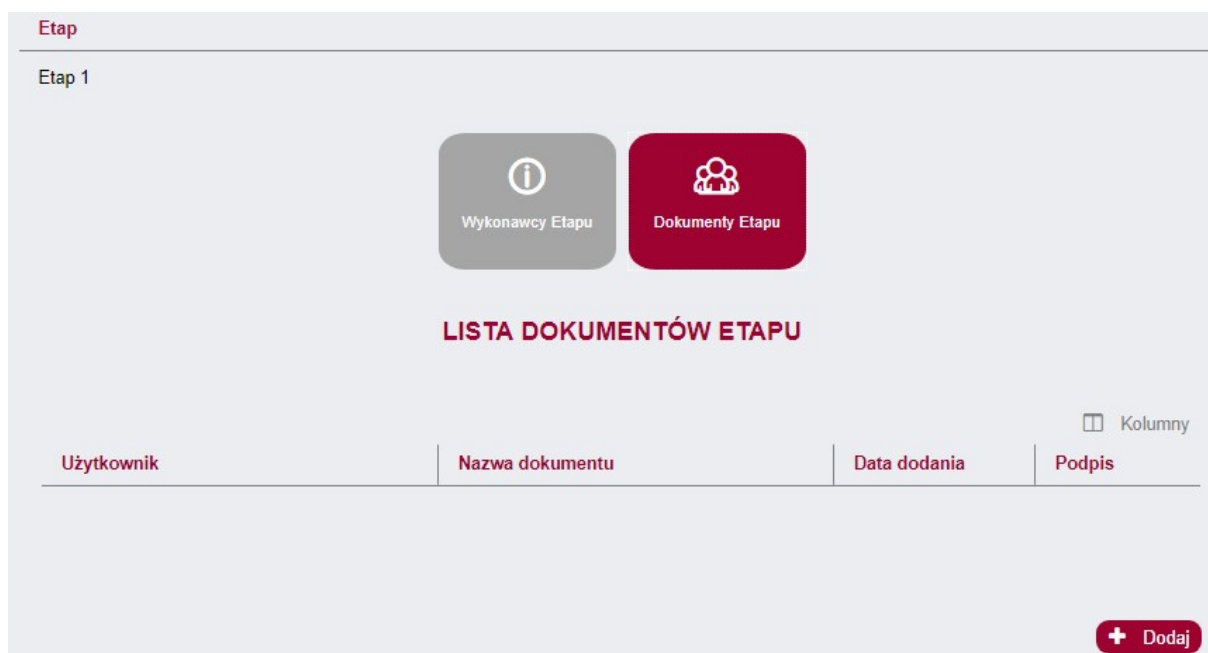 Etap
Etap 1
Wykonawcy Etapu Dokumenty Etapu
LISTA DOKUMENTÓW ETAPU
Kolumny
Użytkownik Nazwa dokumentu Data dodania Podpis
Dodaj